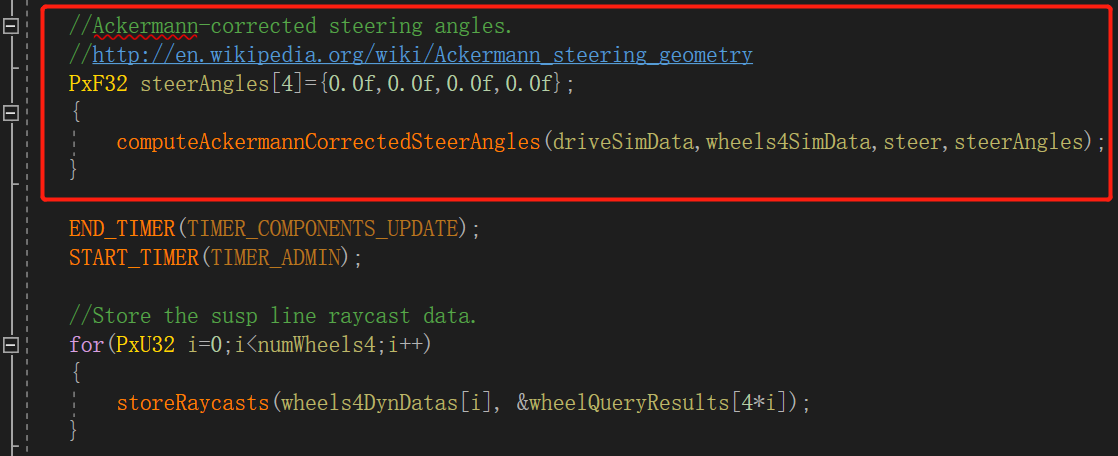 //Ackermann-corrected steering angles.
//http://en.wikipedia.org/wiki/Ackermann_steering_geometry
PxF32 steerAngles[4]={0.0f,0.0f,0.0f,0.0f};
{
computeAckermannCorrectedSteerAngles(driveSimData,wheels4SimData,steer,steerAngles);
}
END_TIMER(TIMER_COMPONENTS_UPDATE);
START_TIMER(TIMER_ADMIN);
//Store the susp line raycast data.
for(PxU32 i=0;i<numWheels4;i++)
{
storeRaycasts(wheels4DynDatas[i], &wheelQueryResults[4*i]);
}